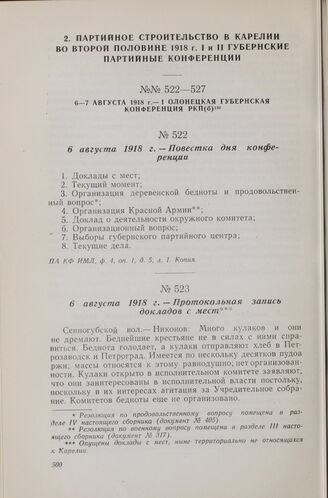 2. ПАРТИЙНОЕ СТРОИТЕЛЬСТВО В КАРЕЛИИ
ВО ВТОРОЙ ПОЛОВИНЕ 1918 г. I и II ГУБЕРНСКИЕ
ПАРТИЙНЫЕ КОНФЕРЕНЦИИ
№№ 522—527
6—7 АВГУСТА 1918 г.— I ОЛОНЕЦКАЯ ГУБЕРНСКАЯ
КОНФЕРЕНЦИЯ РКП(б)
№ 522
6 августа 1918 г. — Повестка дня конфе-
ренции
1. Доклады с мест;
2. Текущий момент;
3. Организация деревенской бедноты и продовольствен-
ный вопрос*;
4. Организация Красной Армии**;
5. Доклад о деятельности окружного комитета;
6. Организационный вопрос;
7. Выборы губернского партийного центра;
8. Текущие дела.
ПА КФ ИМЛ, ф. 4, оп. 1, д. 5, л. 1. Копия.
№ 523
6 августа 1918 г. — Протокольная запись
докладов с мест***
Сенногубской вол.— Никонов: Много кулаков и они
не дремлют. Беднейшие крестьяне не в силах с ними спра-
виться. Беднота голодает, а кулаки отправляют хлеб в Пет-
розаводск и Петроград. Имеется по нескольку десятков пудов
ржи; массы относятся к этому равнодушно; нет организован-
ности. Кулаки открыто в исполнительном комитете заявляют,
что они заинтересованы в исполнительной власти постольку,
поскольку в их интересах агитация за Учредительное собра-
ние. Комитетов бедноты еще не организовано.
* Резолюция по продовольственному вопросу помещена в раз-
деле IV настоящего сборника (документ № 405).
** Резолюция по военному вопросу помещена в разделе III настоя-
ящего сборника (документ № 317).
*** Опущены доклады с мест, ныне территориально не относящихся
к Карелии.
500